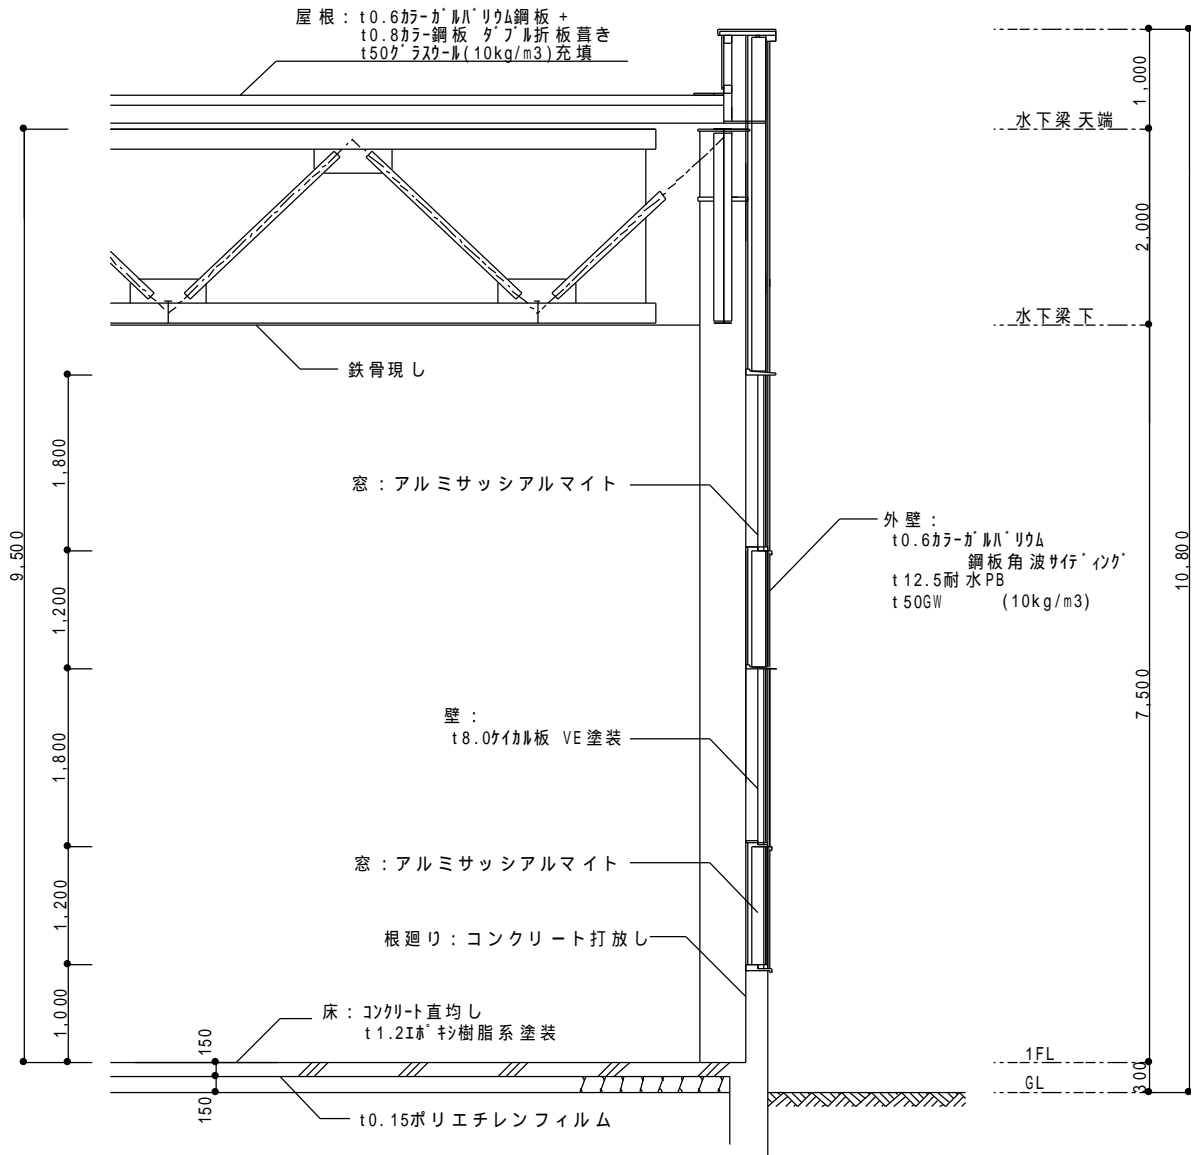 屋根：t0.6ｶﾗｰｶﾞﾙﾊﾞﾘｳﾑ鋼板 +
t0.8ｶﾗｰ鋼板 ﾀﾞﾌﾞﾙ折板葺き
t50ｸﾞﾗｽｳｰﾙ(10kg/m3)充填
1,000
水下梁天端
2,000
水下梁下
鉄骨現し
1,800
窓：アルミサッシアルマイト
外壁：
t0.6ｶﾗｰｶﾞﾙﾊﾞﾘｳﾑ
鋼板角波ｻｲﾃﾞｨﾝｸﾞ
t12.5耐水PB
t50GW (10kg/m3)
9,500
10,800
1,200
7,500
壁：
t8.0ｹｲｶﾙ板 VE塗装
1,800
窓：アルミサッシアルマイト
1,200
根廻り：コンクリート打放し
1,000
床：ｺﾝｸﾘｰﾄ直均し
t1.2ｴﾎﾟｷｼ樹脂系塗装
150
1FL
300
GL
150
t0.15ポリエチレンフィルム